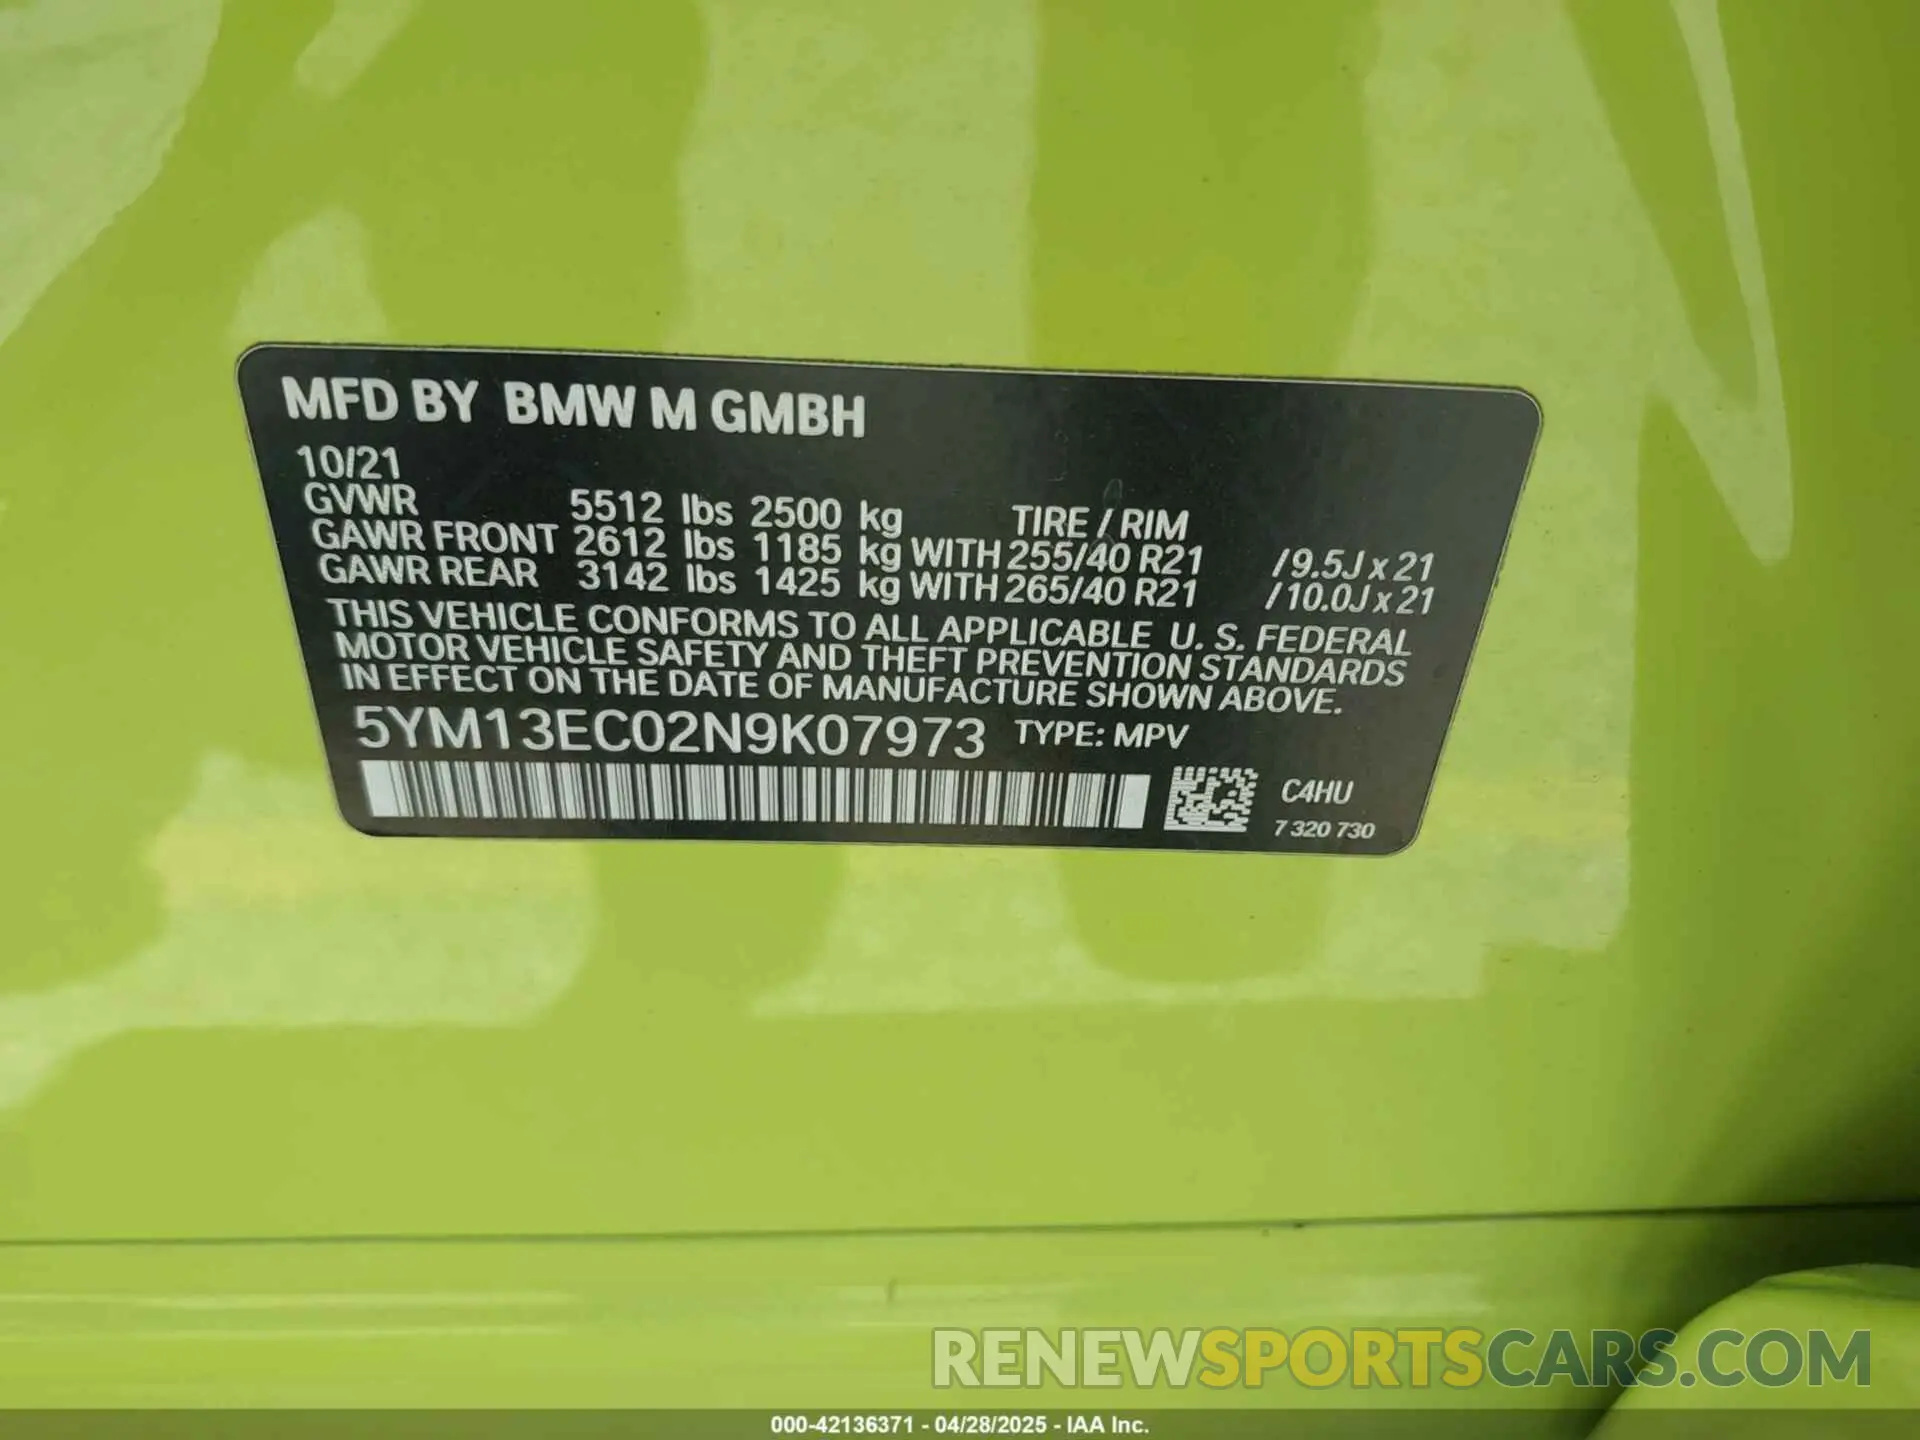 MFD BY BMW M GMBH
10/21
GVWR 5512 lbs 2500 kg TIRE / RIM
GAWR FRONT 2612 lbs 1185 kg WITH 255/40 R21 /9.5J x 21
GAWR REAR 3142 lbs 1425 kg WITH 265/40 R21 /10.0J x 21
THIS VEHICLE CONFORMS TO ALL APPLICABLE U. S. FEDERAL
MOTOR VEHICLE SAFETY AND THEFT PREVENTION STANDARDS
IN EFFECT ON THE DATE OF MANUFACTURE SHOWN ABOVE.
5YM13EC02N9K07973 TYPE: MPV
C4HU
7 320 730
RENEWSPORTSCARS.COM
000-42136371 - 04/28/2025 - IAA Inc.